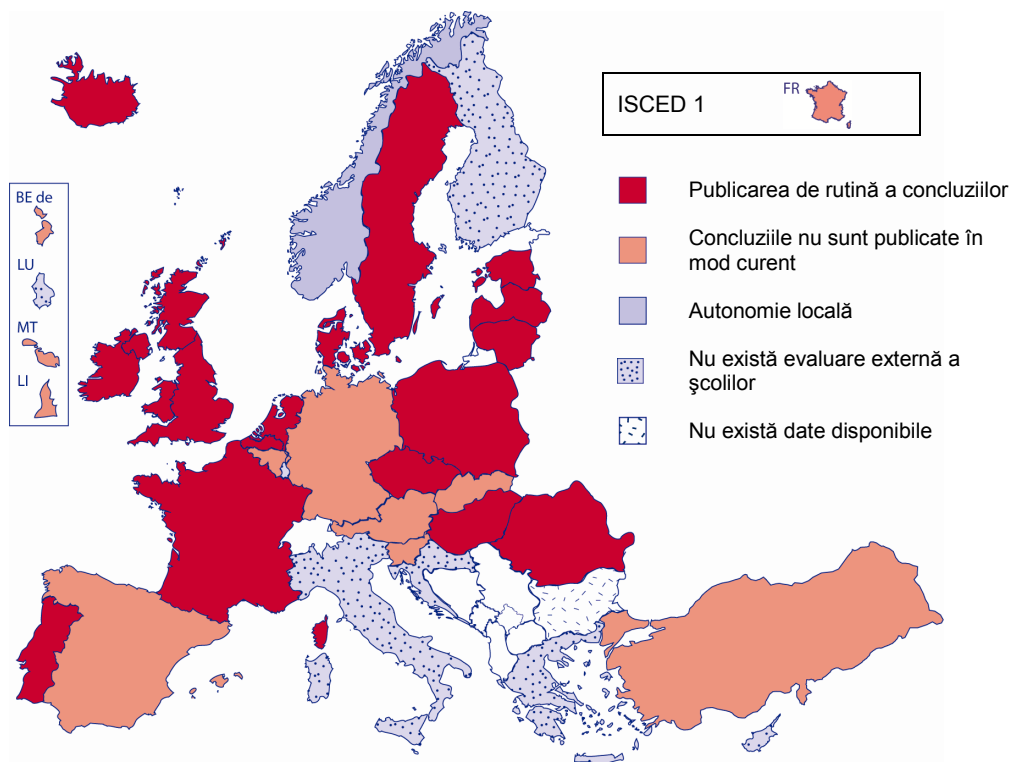 ISCED 1
FR
BE de
LU
MT
LI
Publicarea de rutină a concluziilor
Concluziile nu sunt publicate în
mod curent
Autonomie locală
Nu există evaluare externă a
şcolilor
Nu există date disponibile